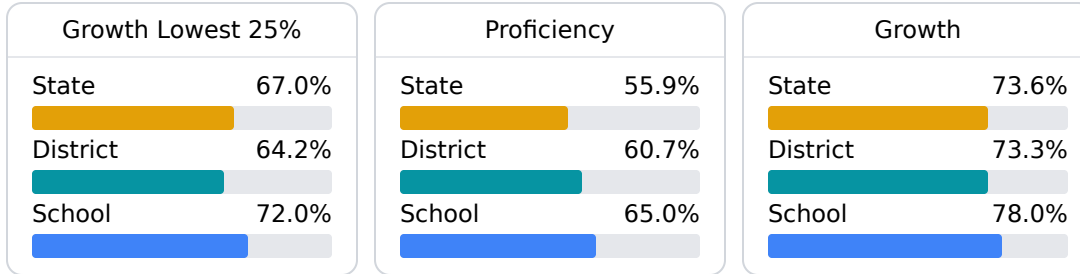 Growth Lowest 25%
State 67.0%
District 64.2%
School 72.0%
Proficiency
State 55.9%
District 60.7%
School 65.0%
Growth
State 73.6%
District 73.3%
School 78.0%